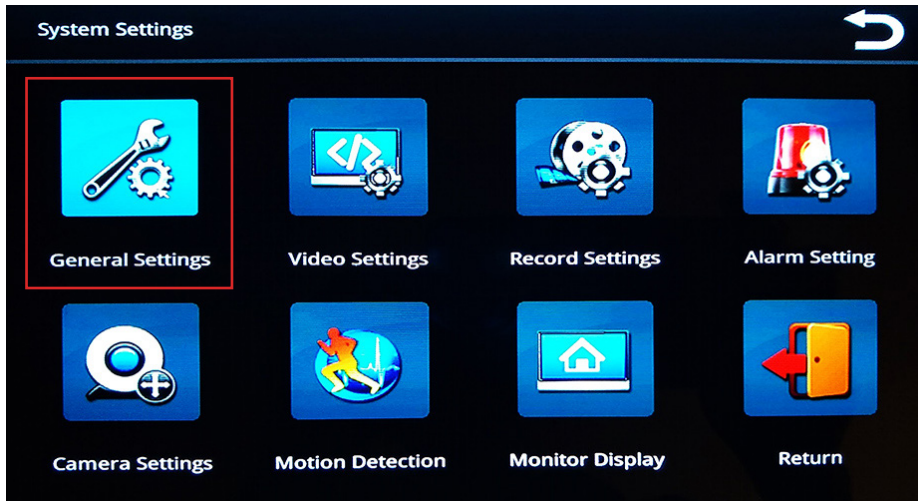 System Settings
General Settings
Video Settings
Record Settings
Alarm Setting
Camera Settings
Motion Detection
Monitor Display
Return